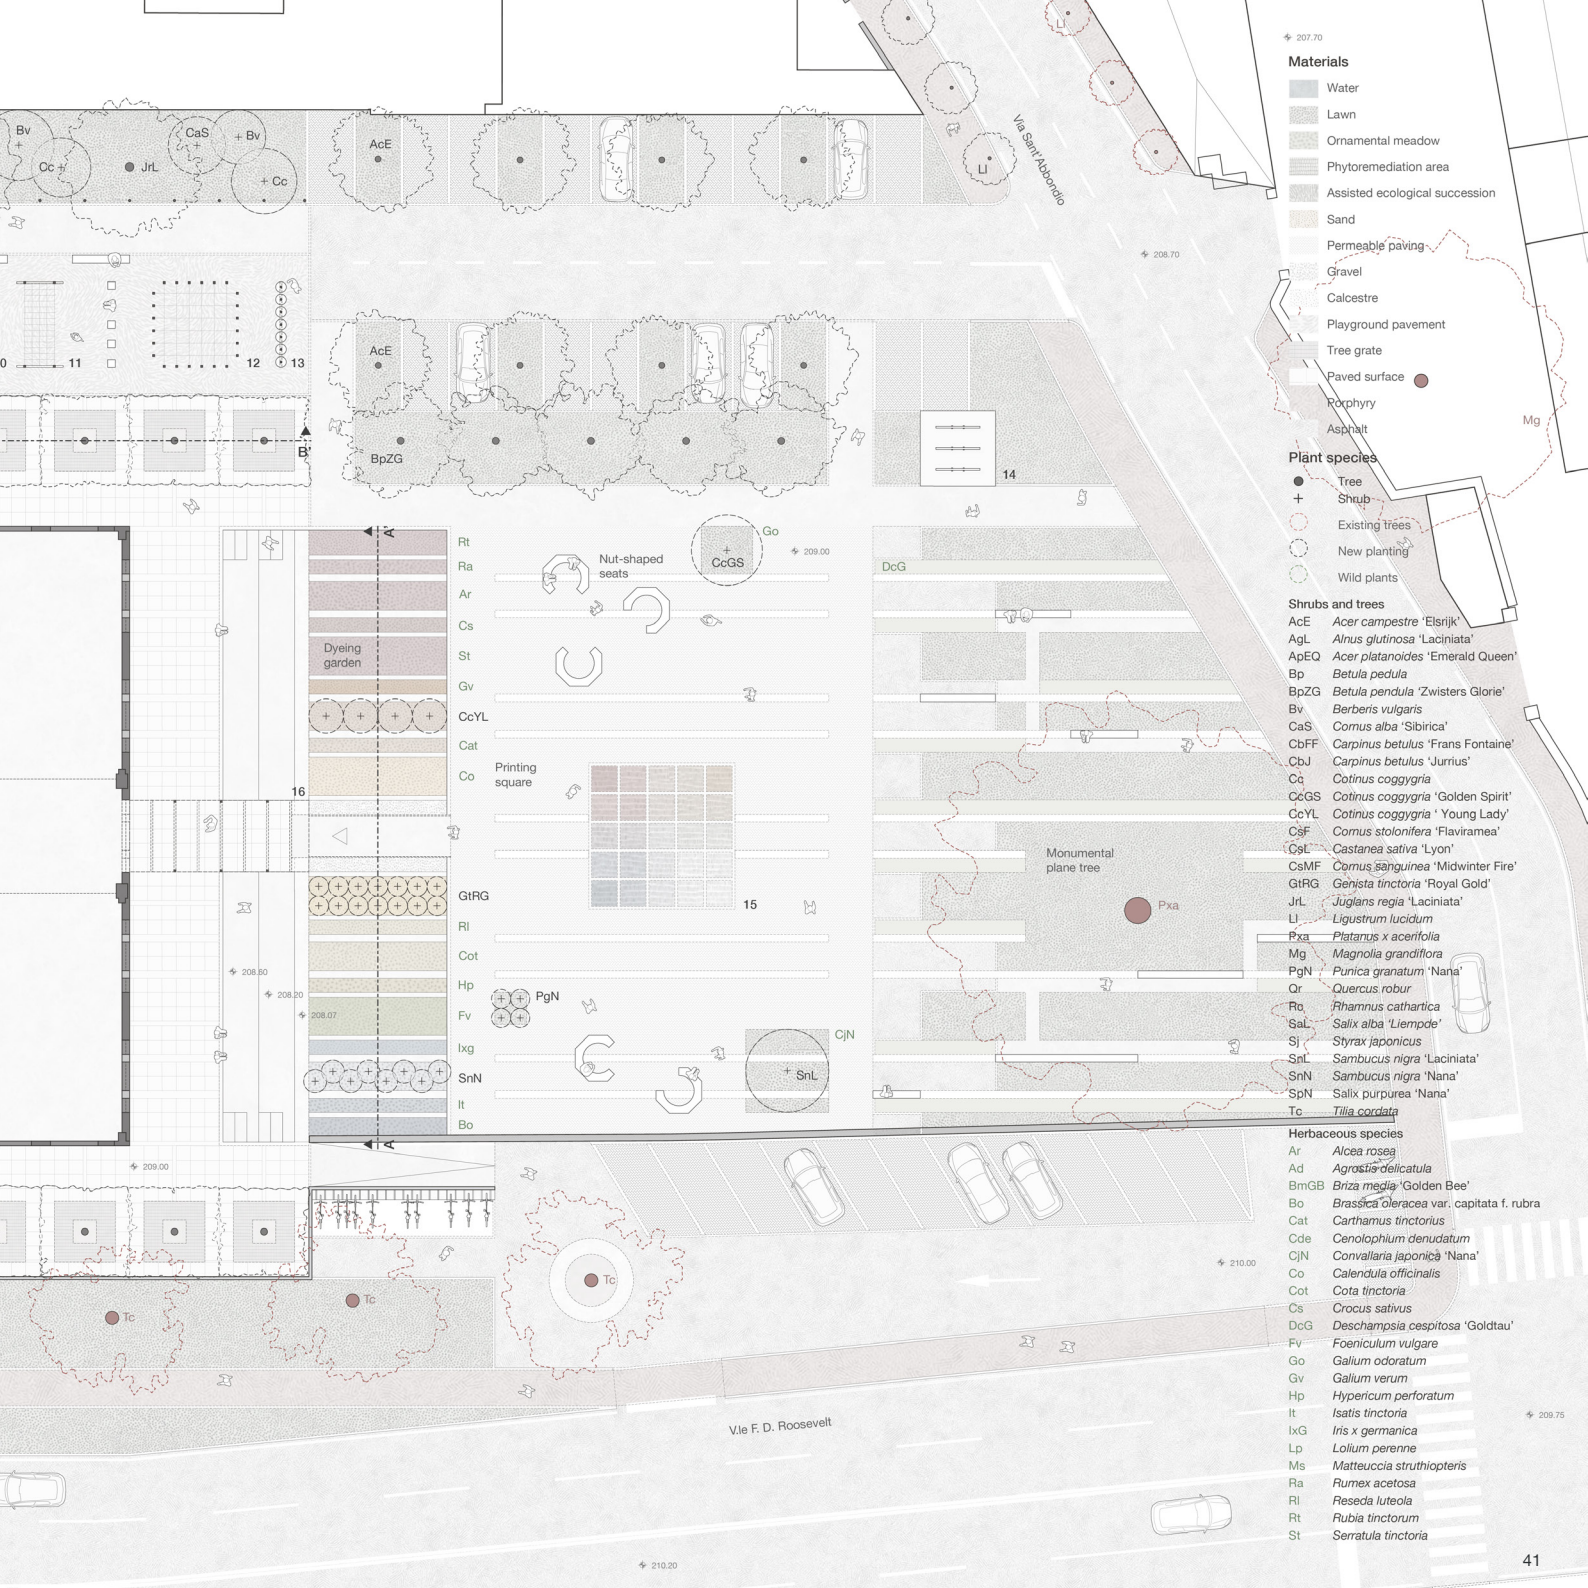 207.70
Materials
Water
Lawn
Ornamental meadow
Phytoremediation area
Assisted ecological succession
Sand
Permeable paving
Gravel
Calcestre
Playground pavement
Tree grate
Paved surface
Porphyry
Asphalt
Plant species
Tree
Shrub
Existing trees
New planting
Wild plants
Shrubs and trees
AcE Acer campestre ‘Elsrijk’
AgL Alnus glutinosa ‘Laciniata’
ApEQ Acer platanoides ‘Emerald Queen’
Bp Betula pedula
BpZG Betula pendula ‘Zwisters Glorie’
Bv Berberis vulgaris
CaS Cornus alba ‘Sibirica’
CbFF Carpinus betulus ‘Frans Fontaine’
CbJ Carpinus betulus ‘Jurrius’
Cc Cotinus coggygria
CcGS Cotinus coggygria ‘Golden Spirit’
CcYL Cotinus coggygria ‘ Young Lady’
CsF Cornus stolonifera ‘Flaviramea’
CsL Castanea sativa ‘Lyon’
CsMF Cornus sanguinea ‘Midwinter Fire’
GtRG Genista tinctoria ‘Royal Gold’
JrL Juglans regia ‘Laciniata’
Ll Ligustrum lucidum
Pxa Platanus x acerifolia
Mg Magnolia grandiflora
PgN Punica granatum ‘Nana’
Qr Quercus robur
Rc Rhamnus cathartica
SaL Salix alba ‘Liempde’
Sj Styrax japonicus
SnL Sambucus nigra ‘Laciniata’
SnN Sambucus nigra ‘Nana’
SpN Salix purpurea ‘Nana’
Tc Tilia cordata
Herbaceous species
Ar Alcea rosea
Ad Agrostis delicatula
BmGB Briza media ‘Golden Bee’
Bo Brassica oleracea var. capitata f. rubra
Cat Carthamus tinctorius
Cde Cenolophium denudatum
CjN Convallaria japonica ‘Nana’
Co Calendula officinalis
Cot Cota tinctoria
Cs Crocus sativus
DcG Deschampsia cespitosa ‘Goldtau’
Fv Foeniculum vulgare
Go Galium odoratum
Gv Galium verum
Hp Hypericum perforatum
It Isatis tinctoria
IxG Iris x germanica
Lp Lolium perenne
Ms Matteuccia struthiopteris
Ra Rumex acetosa
Rl Reseda luteola
Rt Rubia tinctorum
St Serratula tinctoria
41
Bv
Cc
JrL
CaS
Bv
Cc
AcE
Ll
Ll
Via Sant'Abbondio
208.70
0
11
12
13
AcE
Mg
B'
BpZG
14
A'
Rt
Ra
Ar
Cs
St
Gv
CcYL
Cat
Co
Dyeing
garden
Nut-shaped
seats
Go
CcGS
209.00
DcG
Printing
square
16
15
Monumental
plane tree
Pxa
GtRG
Rl
Cot
Hp
Fv
Ixg
SnN
It
Bo
PgN
CjN
SnL
208.60
208.20
208.07
A
209.00
Tc
Tc
Tc
210.00
V.le F. D. Roosevelt
209.75
210.20